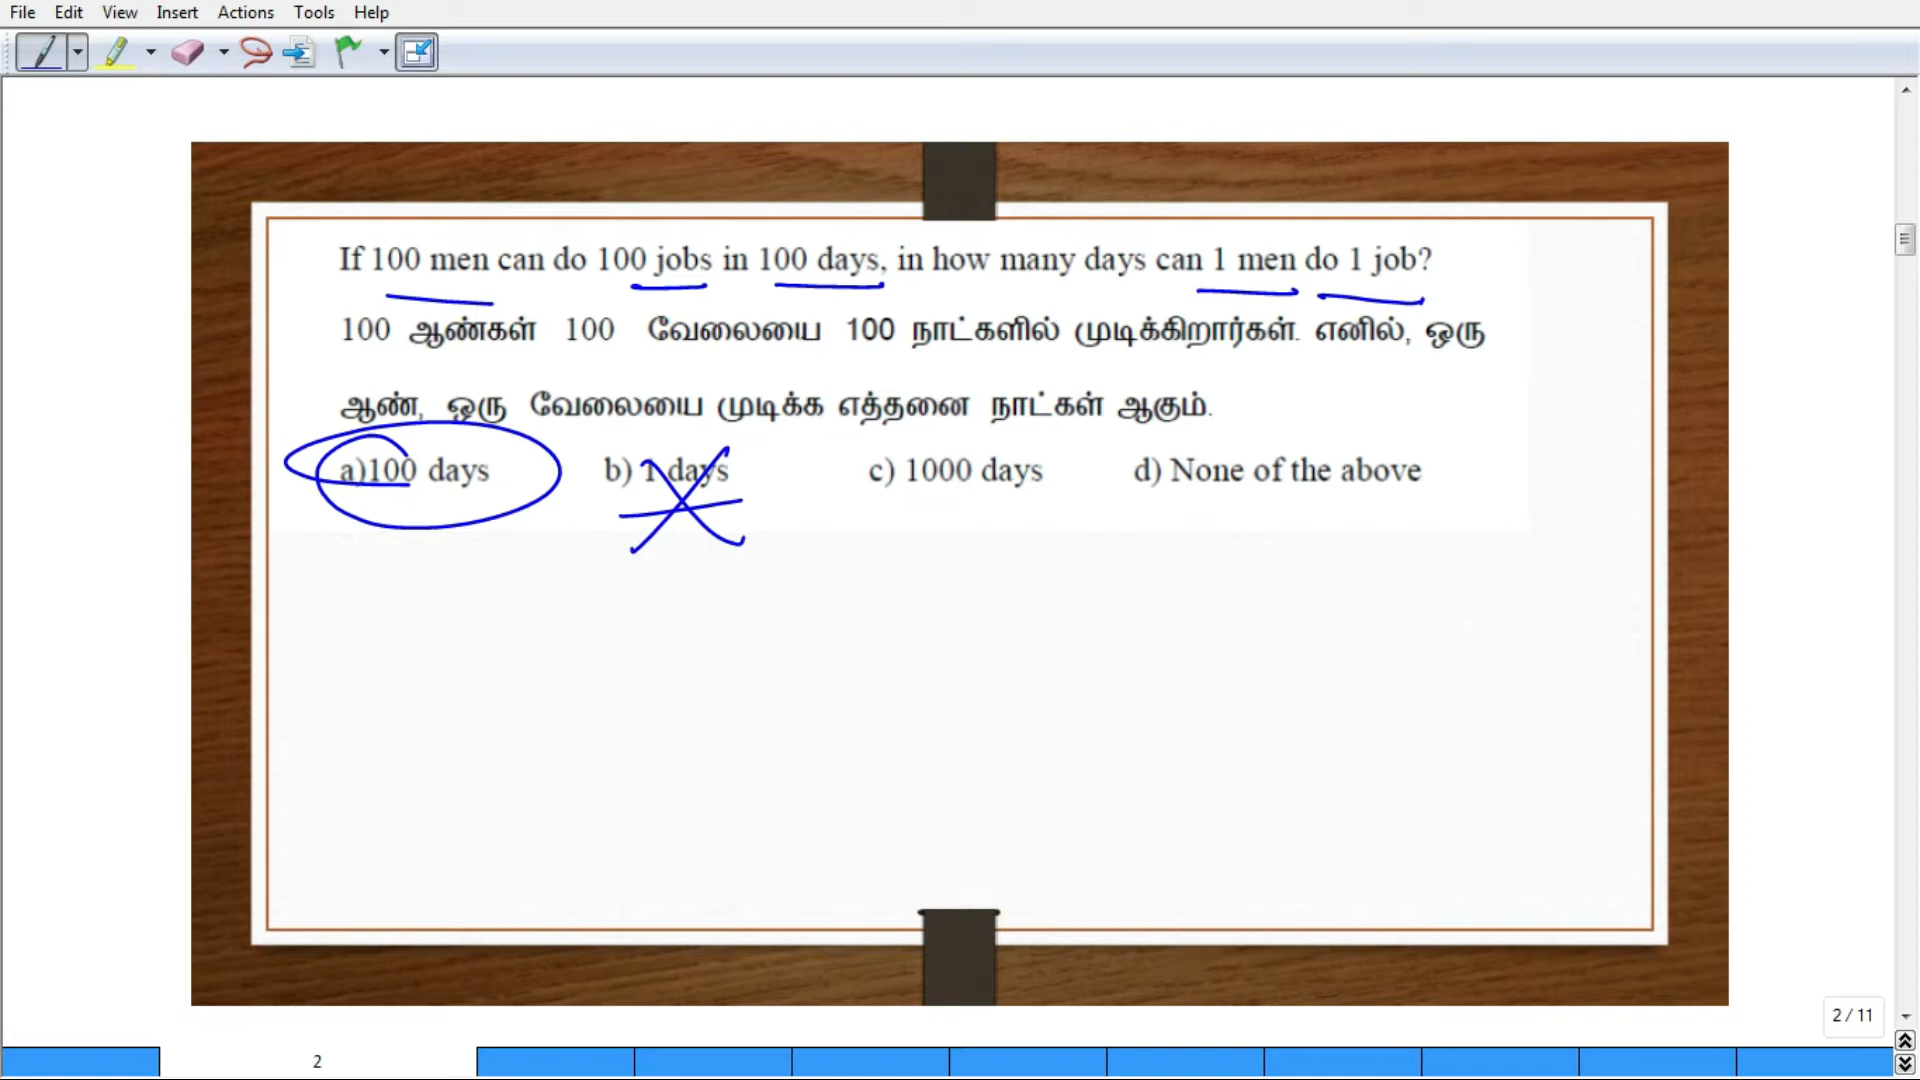 File Edit View Insert Actions Tools Help
If 100 men can do 100 jobs in 100 days, in how many days can 1 men do 1 job?
100 ஆண்கள் 100 வேலையை 100 நாட்களில் முடிக்கிறார்கள். எனில், ஒரு
ஆண், ஒரு வேலையை முடிக்க எத்தனை நாட்கள் ஆகும்.
a)100 days b) 1 days c) 1000 days d) None of the above
2 / 11
2